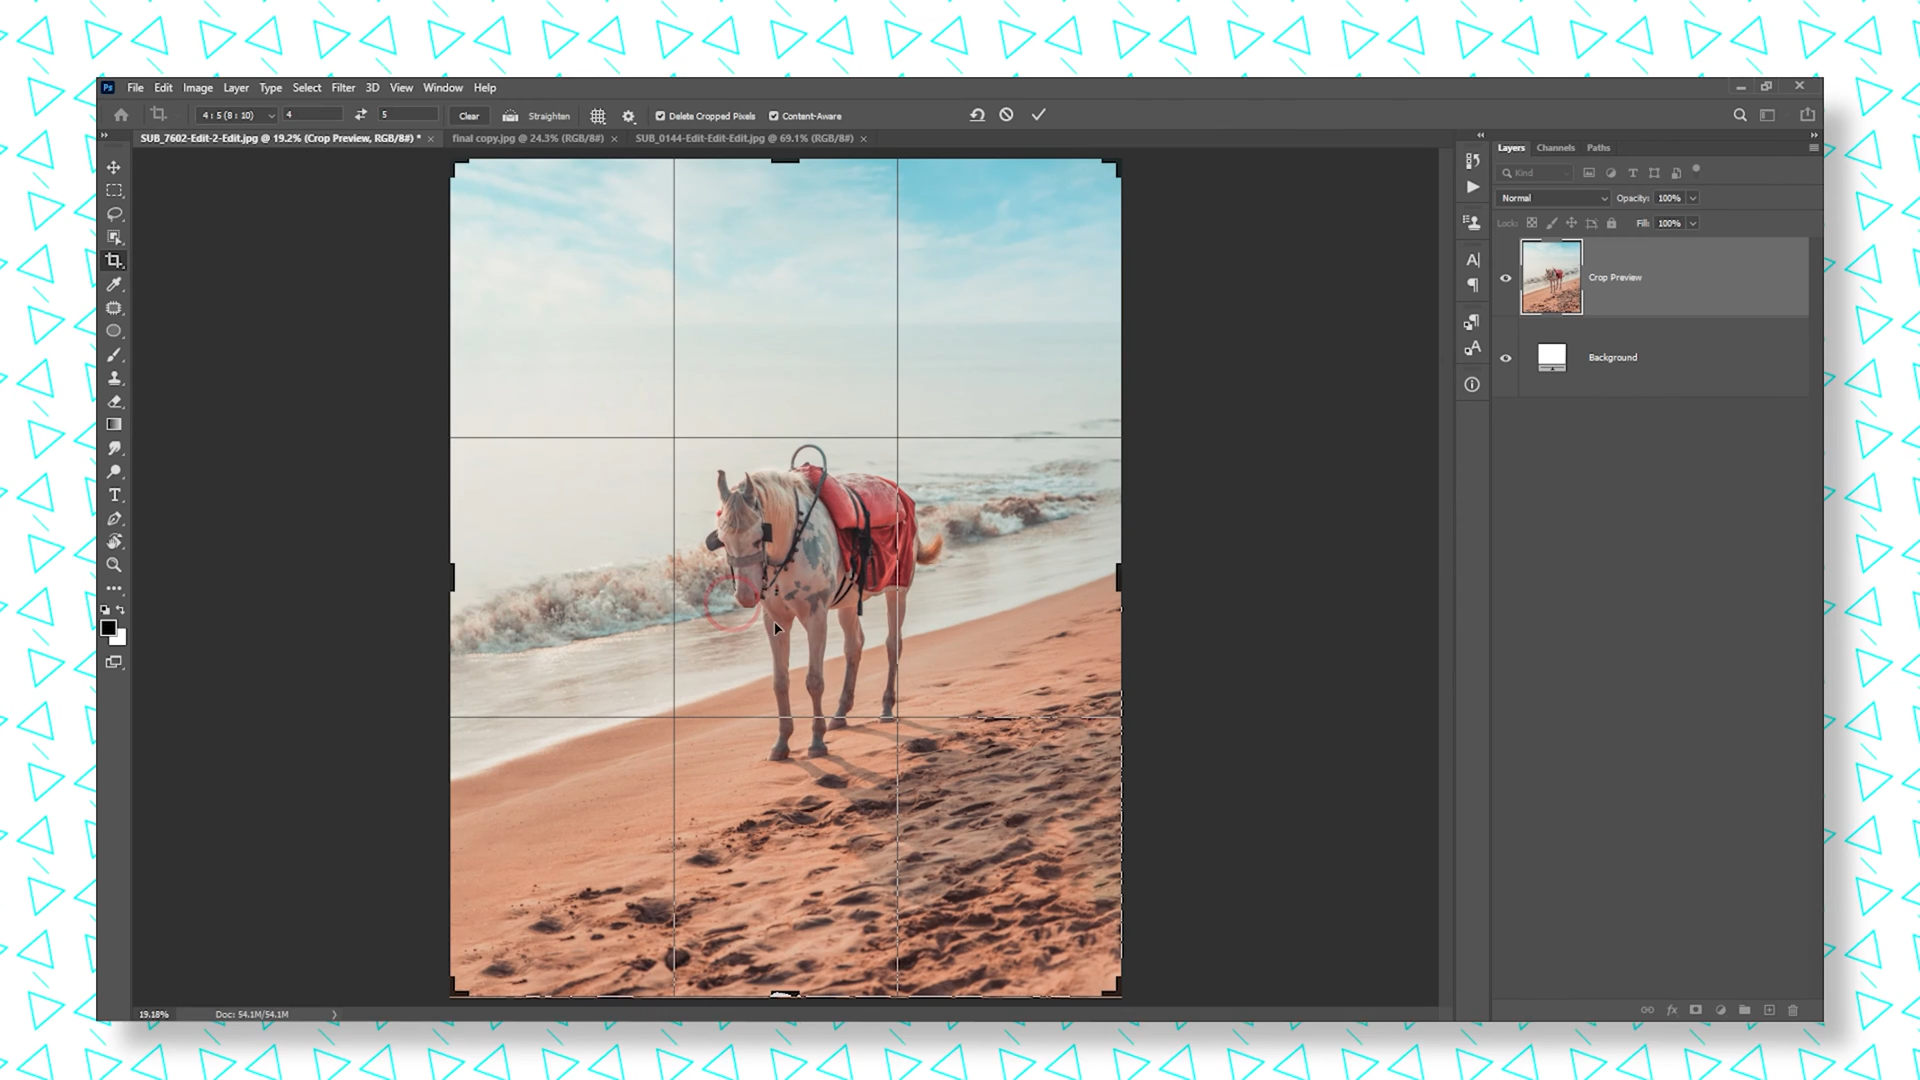 Ps File Edit Image Layer Type Select Filter 3D View Window Help
4 : 5 (8 : 10) 4 5 Clear Straighten Delete Cropped Pixels Content-Aware
SUB_7602-Edit-2-Edit.jpg @ 19.2% (Crop Preview, RGB/8#) * × final copy.jpg @ 24.3% (RGB/8#) × SUB_0144-Edit-Edit-Edit.jpg @ 69.1% (RGB/8#) ×
Layers Channels Paths
Kind
Normal Opacity: 100%
Lock: Fill: 100%
Crop Preview
Background
19.18% Doc: 54.1M/54.1M